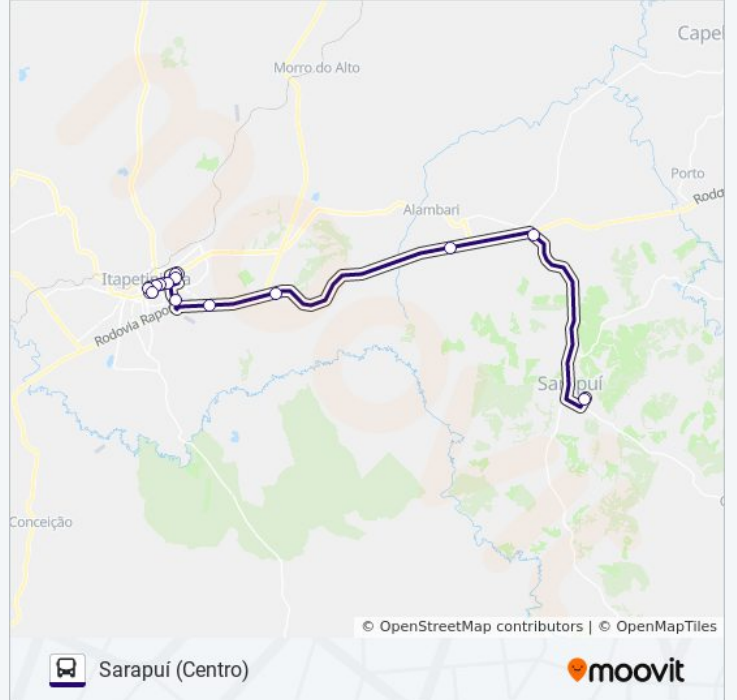 Capel
Morro do Alto
Porto
Rodo
Alambari
Itapetininga
Rodovia Rapo
Sarapuí
Conceição
© OpenStreetMap contributors | © OpenMapTiles
Sarapuí (Centro)
moovit